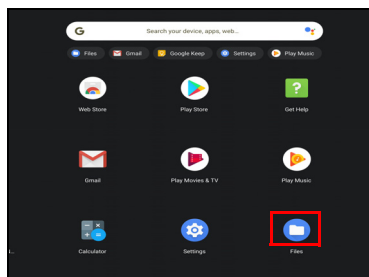 Search your device, apps, web...
Files Gmail Google Keep Settings Play Music
Web Store Play Store Get Help
Gmail Play Movies & TV Play Music
Calculator Settings Files